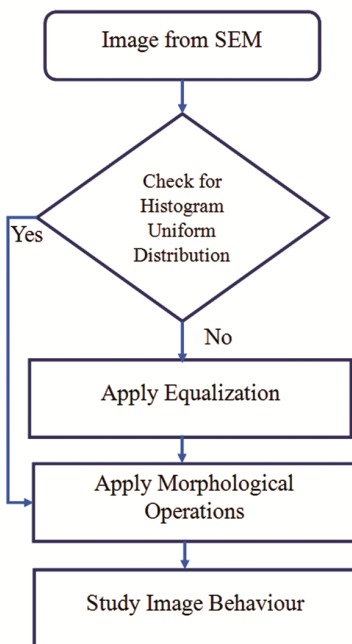 Image from SEM
Check for
Histogram
Uniform
Distribution
Yes
No
Apply Equalization
Apply Morphological
Operations
Study Image Behaviour